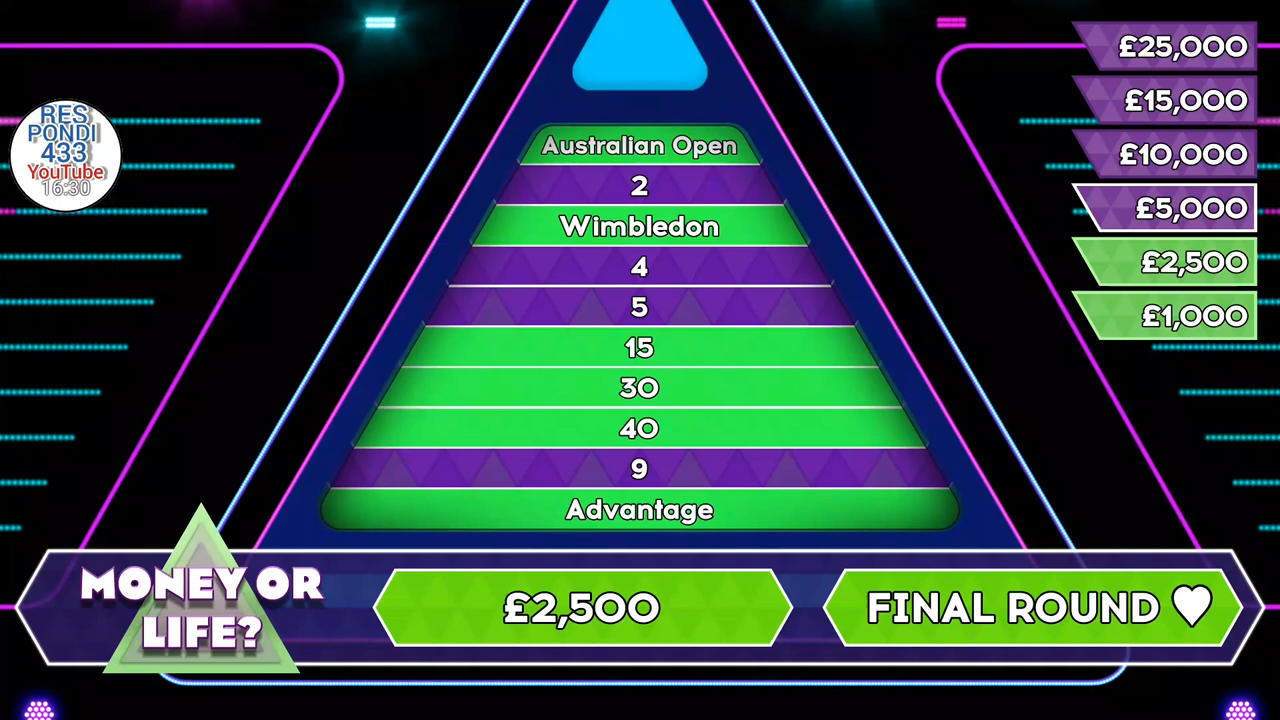 RES
PONDI
433
YouTube
16:30
Australian Open
2
Wimbledon
4
5
15
30
40
9
Advantage
£25,000
£15,000
£10,000
£5,000
£2,500
£1,000
MONEY OR
LIFE?
£2,500
FINAL ROUND